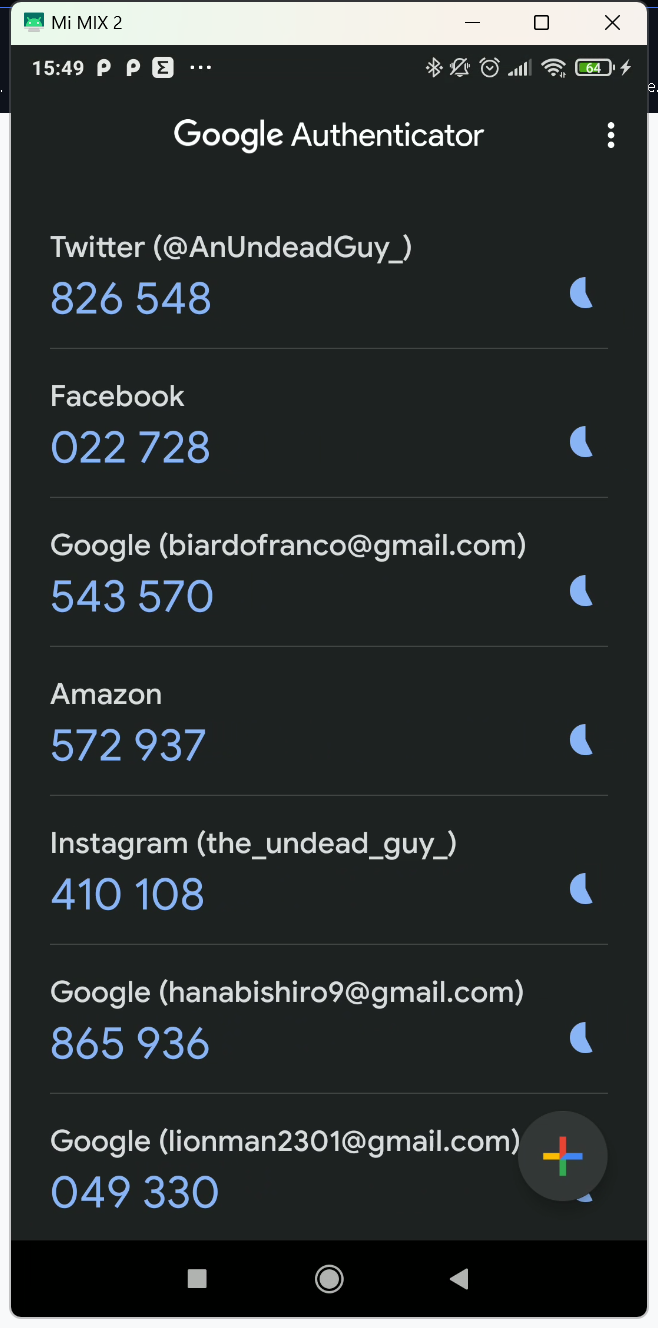 Mi MIX 2
15:49
64
Google Authenticator
Twitter (@AnUndeadGuy_)
826 548
Facebook
022 728
Google (biardofranco@gmail.com)
543 570
Amazon
572 937
Instagram (the_undead_guy_)
410 108
Google (hanabishiro9@gmail.com)
865 936
Google (lionman2301@gmail.com)
049 330